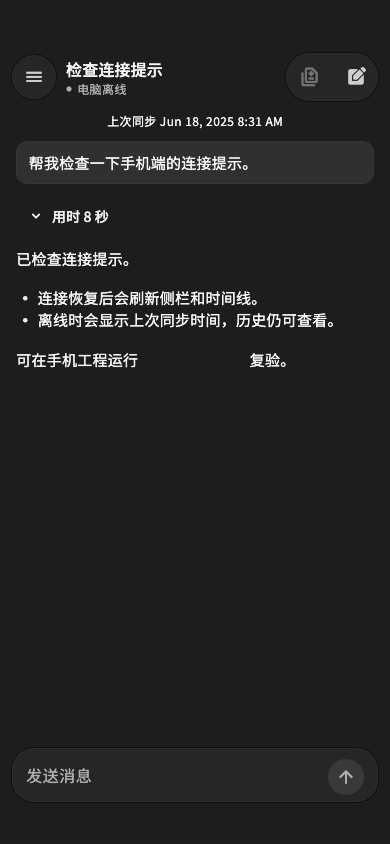 检查连接提示
电脑离线
上次同步 Jun 18, 2025 8:31 AM
帮我检查一下手机端的连接提示。
用时 8 秒
已检查连接提示。
• 连接恢复后会刷新侧栏和时间线。
• 离线时会显示上次同步时间，历史仍可查看。
可在手机工程运行 复验。
发送消息